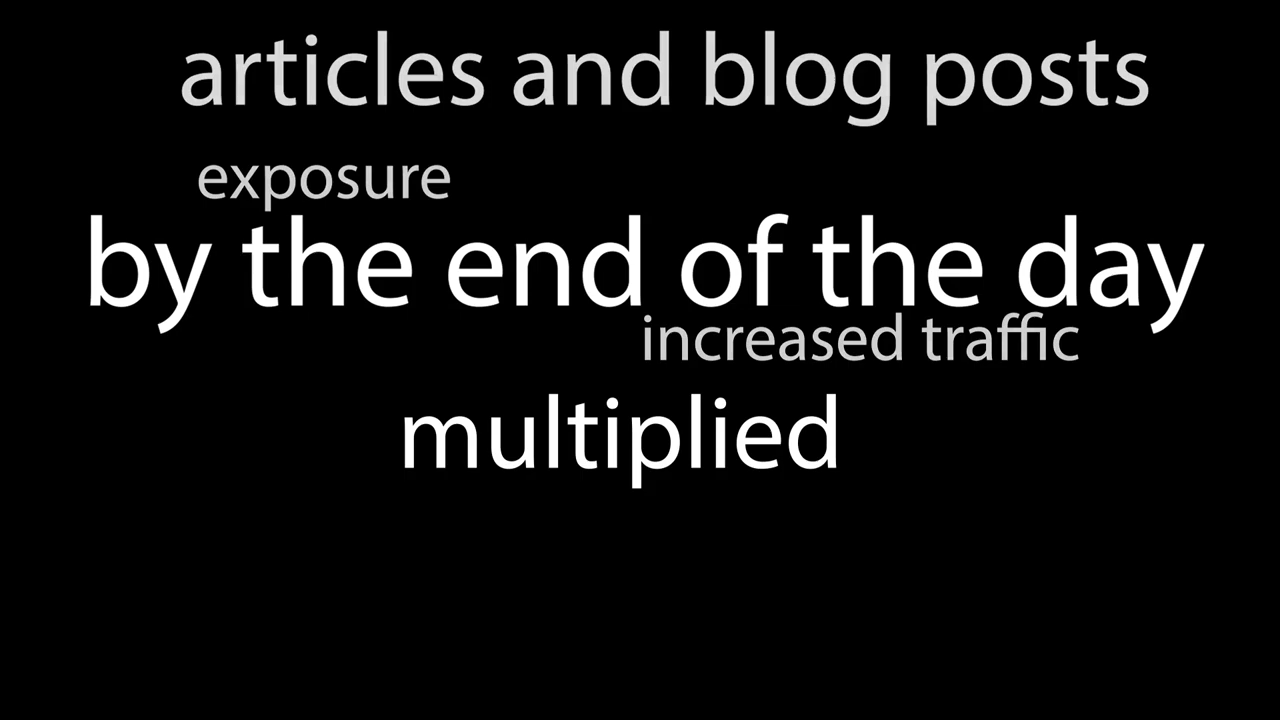 articles and blog posts
exposure
by the end of the day
increased traffic
multiplied